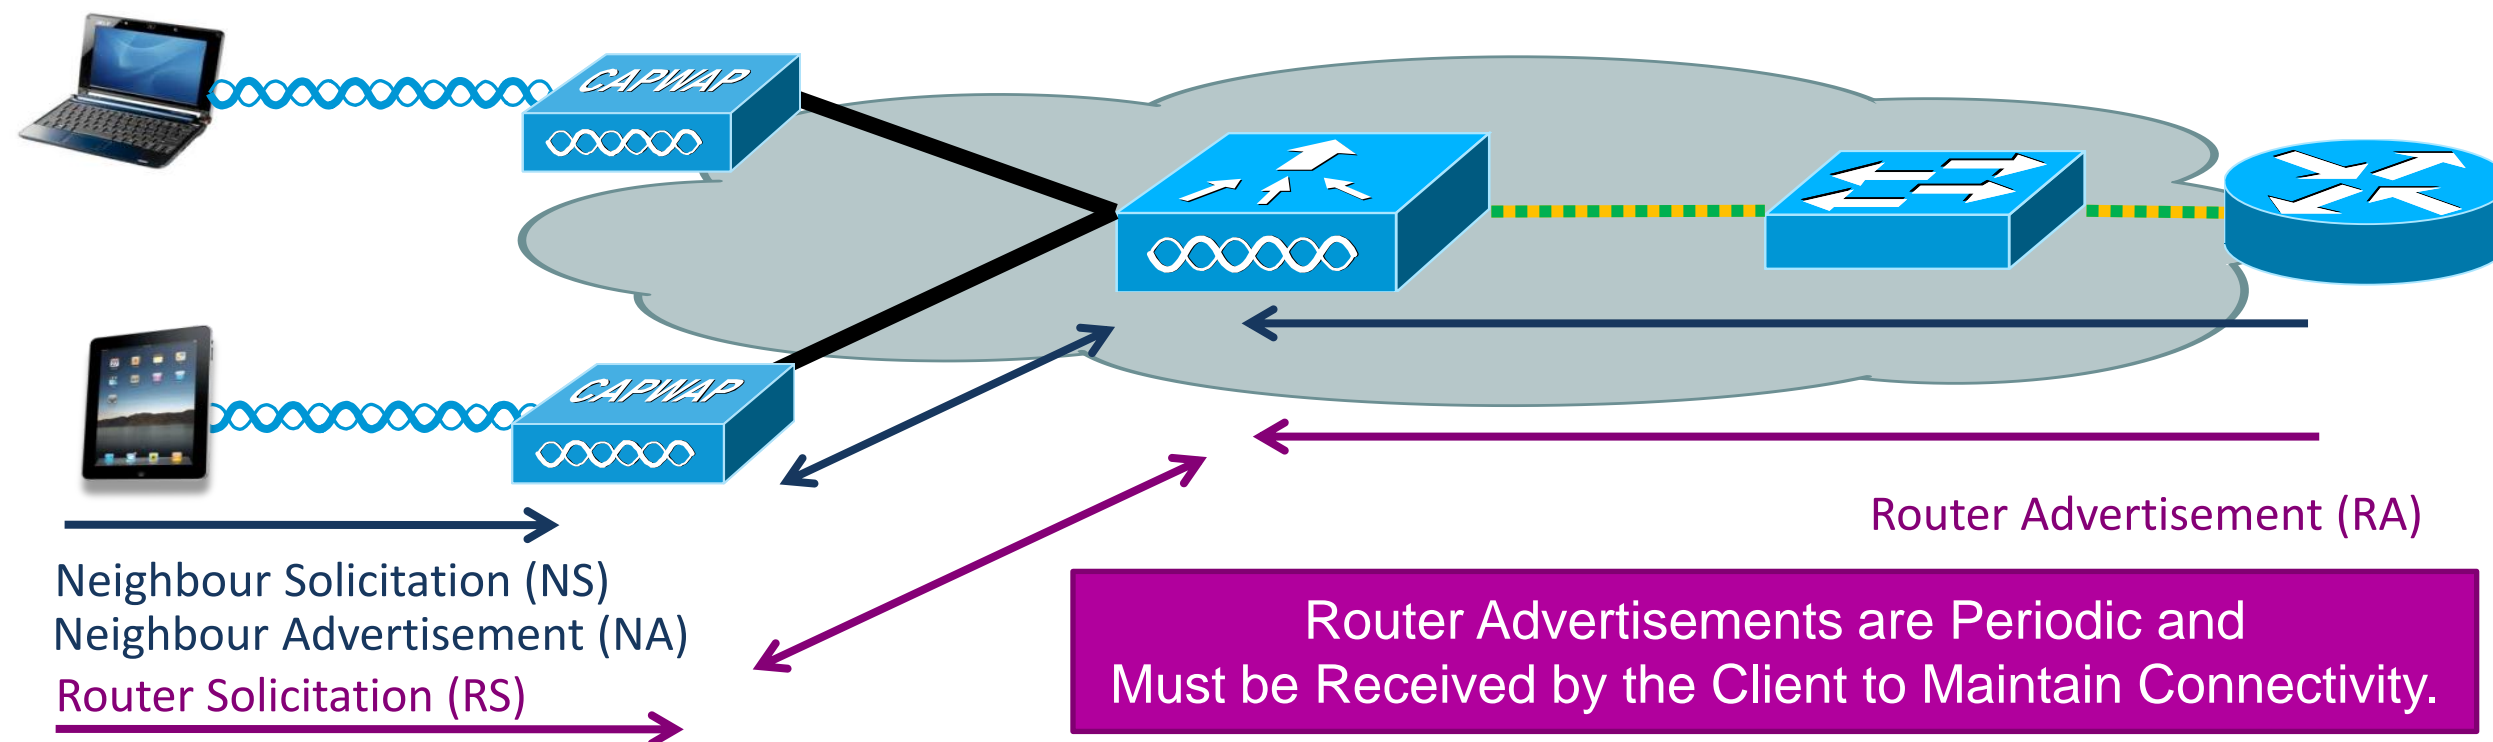 CAPWAP
CAPWAP
Neighbour Solicitation (NS)
Neighbour Advertisement (NA)
Router Solicitation (RS)
Router Advertisement (RA)
Router Advertisements are Periodic and
Must be Received by the Client to Maintain Connectivity.